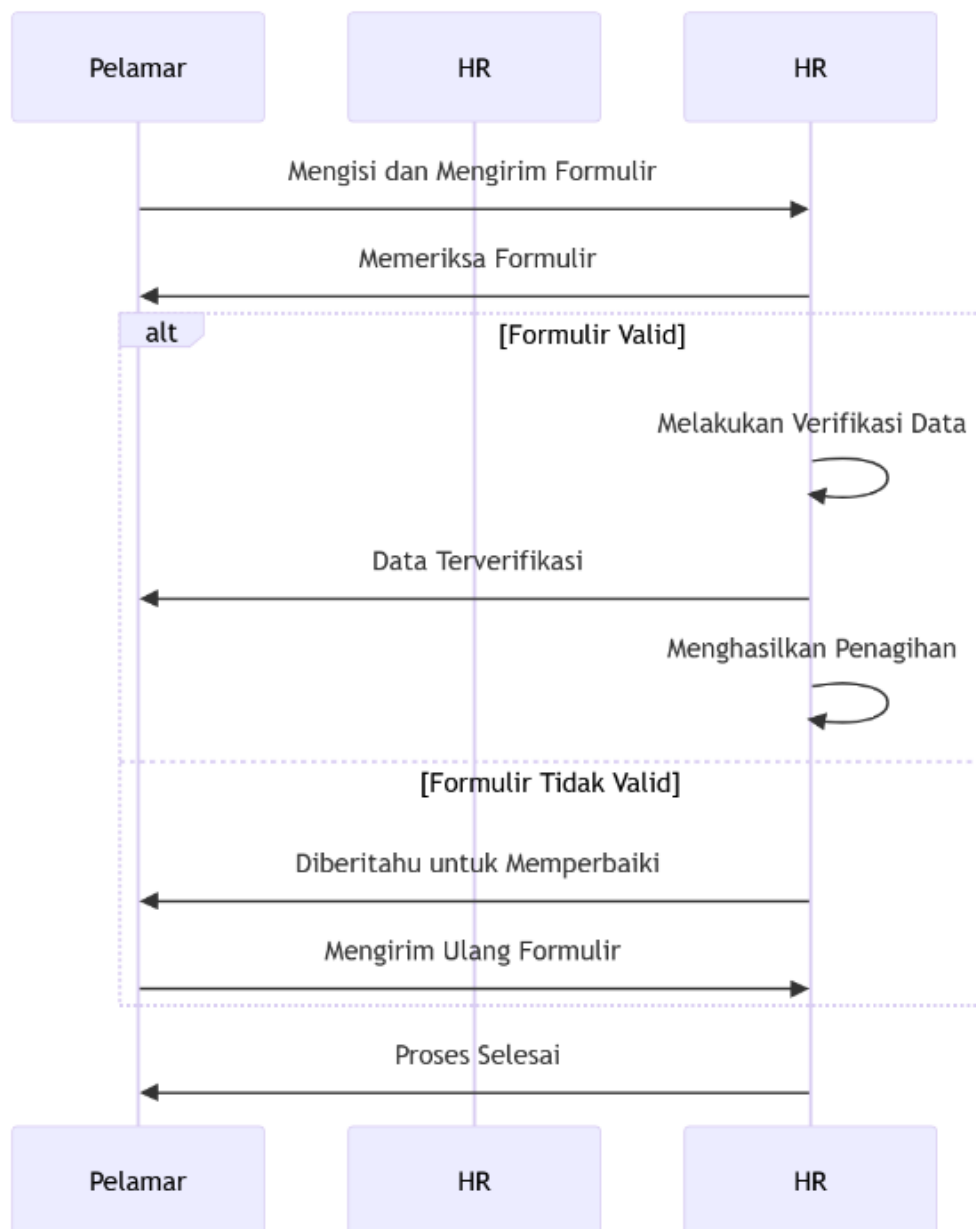 Pelamar
HR
HR
Mengisi dan Mengirim Formulir
Memeriksa Formulir
alt
[Formulir Valid]
Melakukan Verifikasi Data
Data Terverifikasi
Menghasilkan Penagihan
[Formulir Tidak Valid]
Diberitahu untuk Memperbaiki
Mengirim Ulang Formulir
Proses Selesai
Pelamar
HR
HR